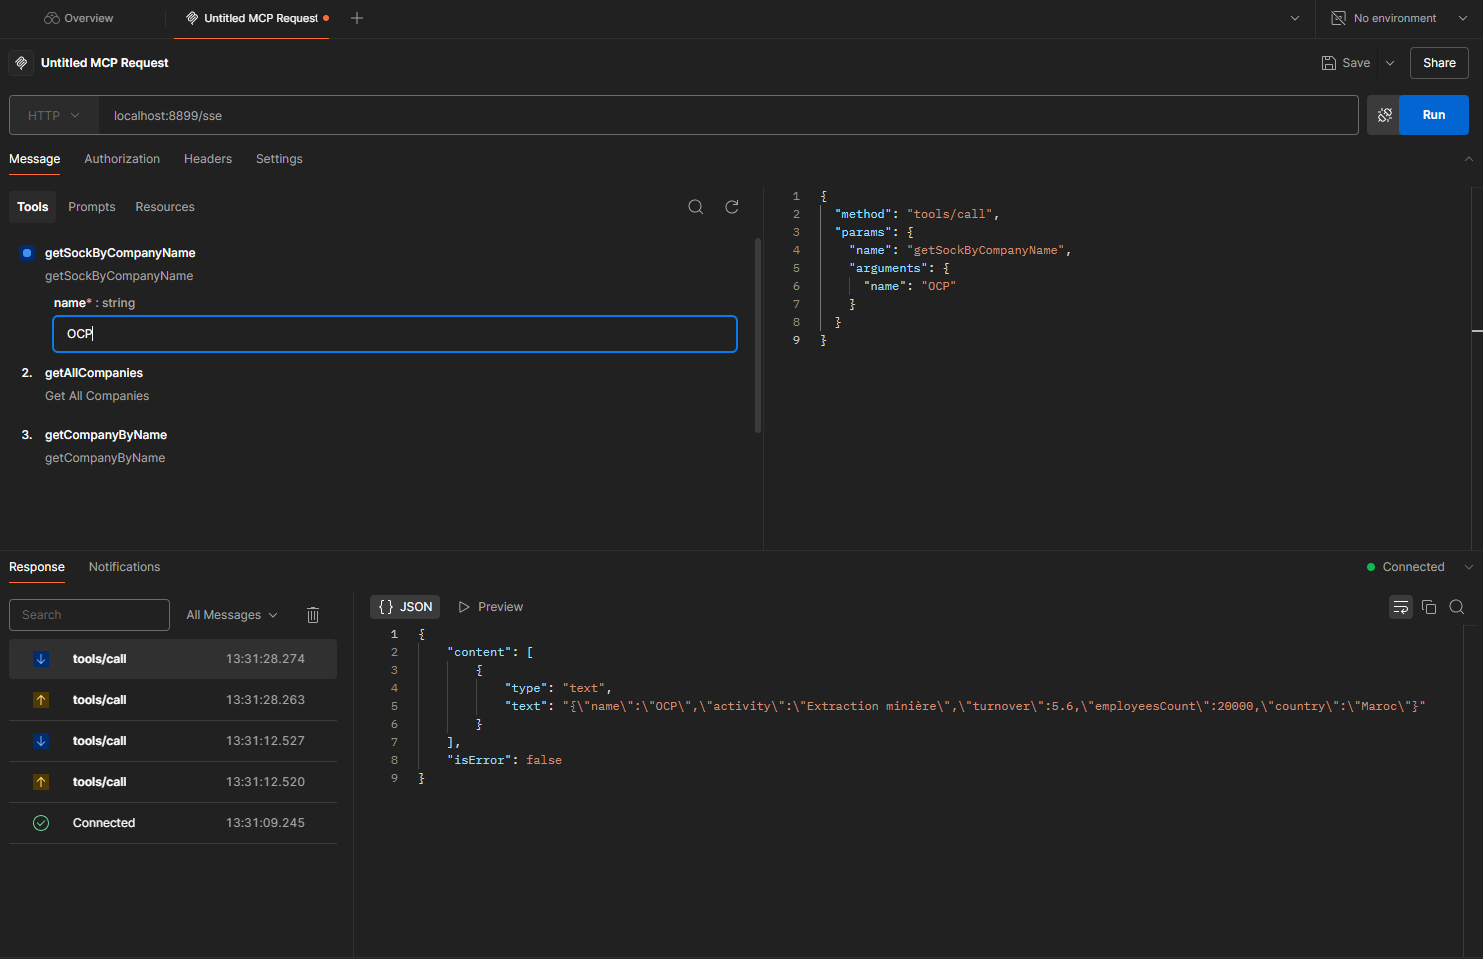 Overview
Untitled MCP Request
No environment
Untitled MCP Request
Save
Share
HTTP
localhost:8899/sse
Run
Message Authorization Headers Settings
Tools Prompts Resources
getSockByCompanyName
getSockByCompanyName
name* : string
OCP
2. getAllCompanies
Get All Companies
3. getCompanyByName
getCompanyByName
1 {
2 "method": "tools/call",
3 "params": {
4 "name": "getSockByCompanyName",
5 "arguments": {
6 "name": "OCP"
7 }
8 }
9 }
Response Notifications
Connected
Search
All Messages
tools/call 13:31:28.274
tools/call 13:31:28.263
tools/call 13:31:12.527
tools/call 13:31:12.520
Connected 13:31:09.245
{} JSON Preview
1 {
2 "content": [
3 {
4 "type": "text",
5 "text": "{\"name\":\"OCP\",\"activity\":\"Extraction minière\",\"turnover\":5.6,\"employeesCount\":20000,\"country\":\"Maroc\"}"
6 }
7 ],
8 "isError": false
9 }